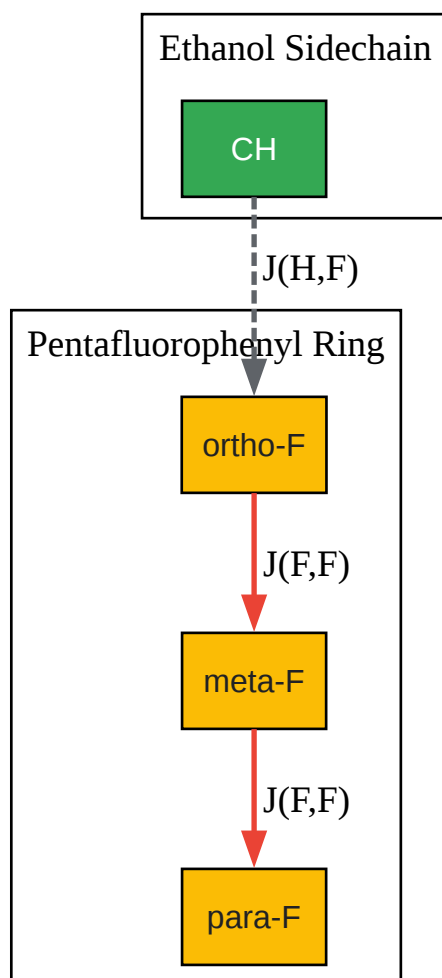 Ethanol Sidechain
CH
J(H,F)
Pentafluorophenyl Ring
ortho-F
J(F,F)
meta-F
J(F,F)
para-F